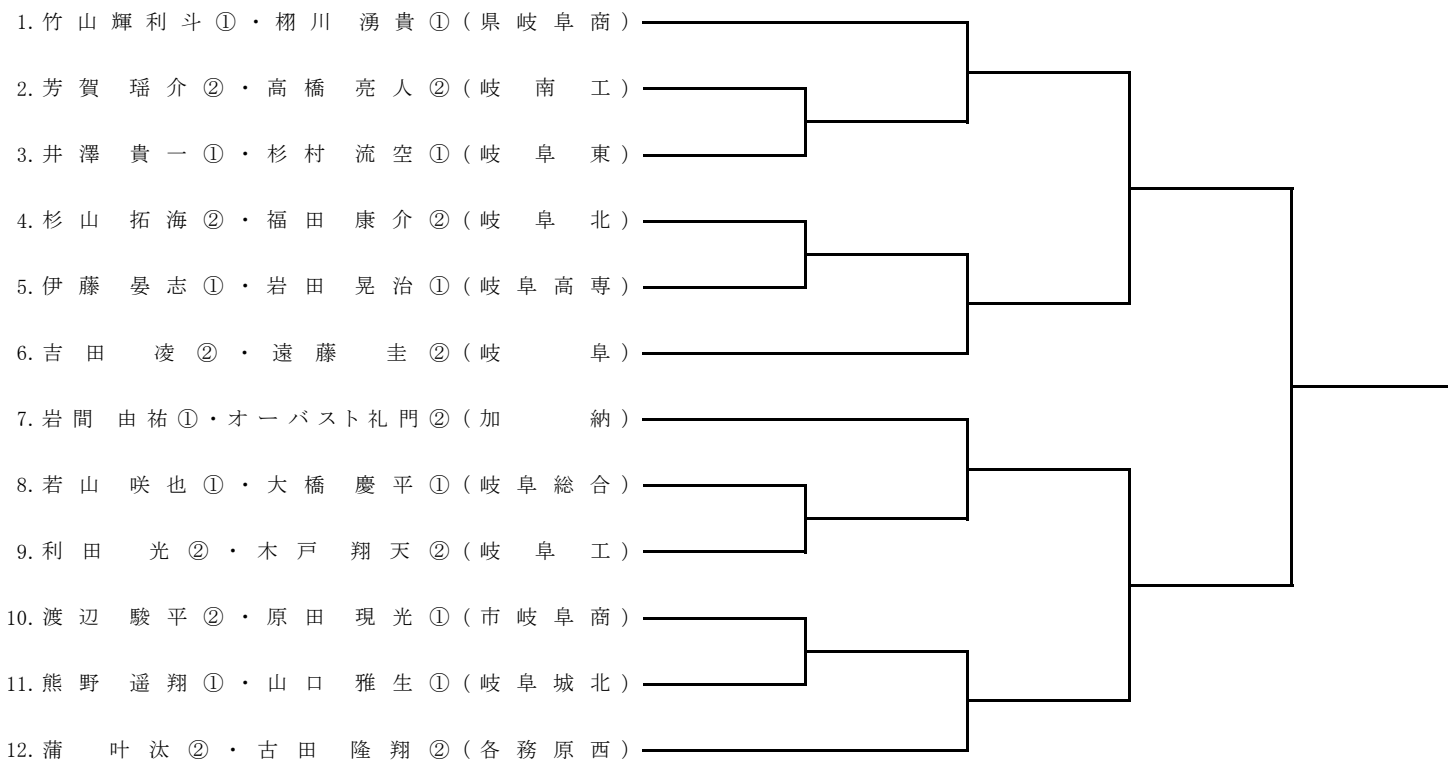 1. 竹山輝利斗①・栩川 湧貴①(県岐阜商)
2. 芳賀 瑶介②・高橋 亮人②(岐南工)
3. 井澤 貴一①・杉村 流空①(岐阜東)
4. 杉山 拓海②・福田 康介②(岐阜北)
5. 伊藤 晏志①・岩田 晃治①(岐阜高専)
6. 吉田 凌②・遠藤 圭②(岐阜)
7. 岩間 由祐①・オーバスト礼門②(加納)
8. 若山 咲也①・大橋 慶平①(岐阜総合)
9. 利田 光②・木戸 翔天②(岐阜工)
10. 渡辺 駿平②・原田 現光①(市岐阜商)
11. 熊野 遥翔①・山口 雅生①(岐阜城北)
12. 蒲 叶汰②・古田 隆翔②(各務原西)